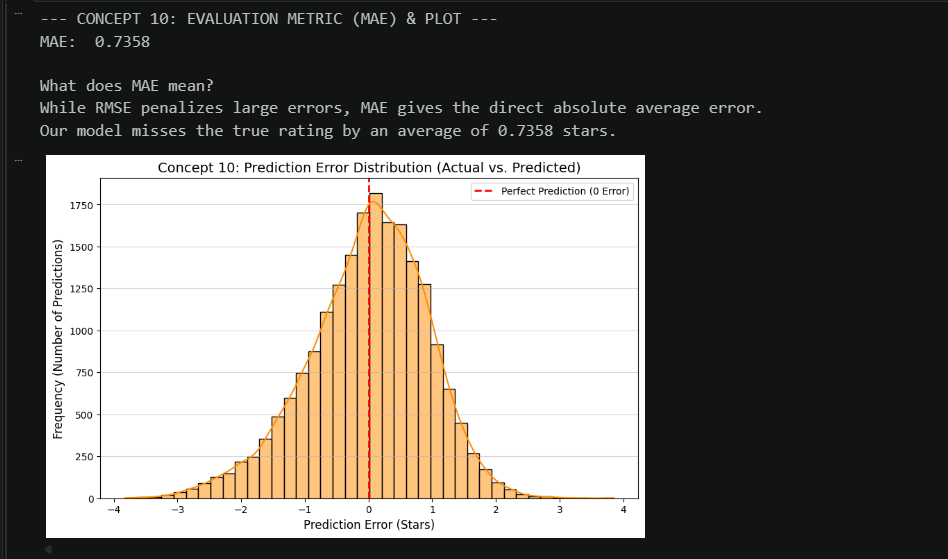 --- CONCEPT 10: EVALUATION METRIC (MAE) & PLOT ---
MAE:  0.7358
What does MAE mean?
While RMSE penalizes large errors, MAE gives the direct absolute average error.
Our model misses the true rating by an average of 0.7358 stars.
Concept 10: Prediction Error Distribution (Actual vs. Predicted)
Perfect Prediction (0 Error)
Frequency (Number of Predictions)
1750
1500
1250
1000
750
500
250
0
−4 −3 −2 −1 0 1 2 3 4
Prediction Error (Stars)